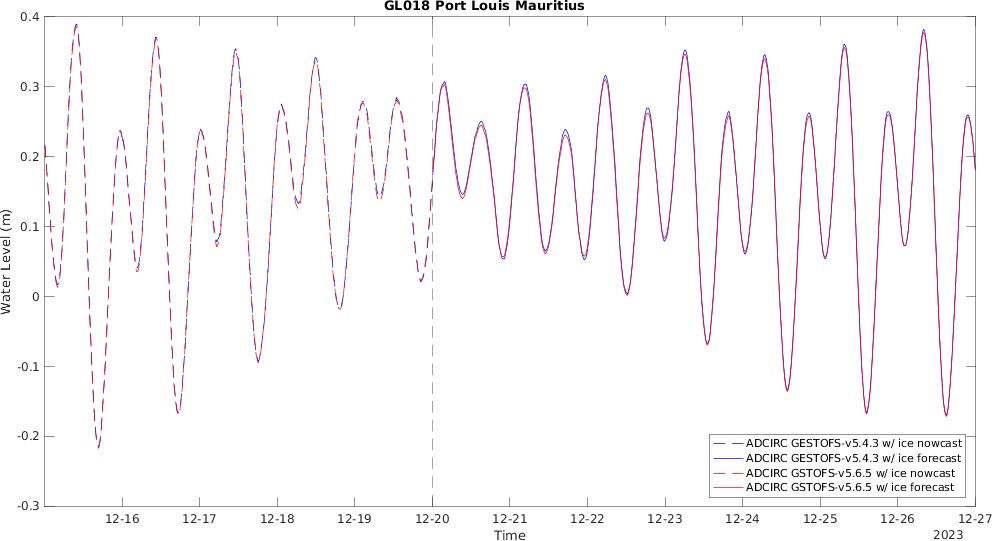 GL018 Port Louis Mauritius
0.4
0.3
0.2
0.1
0
-0.1
-0.2
-0.3
Water Level (m)
12-16 12-17 12-18 12-19 12-20 12-21 12-22 12-23 12-24 12-25 12-26 12-27
2023
Time
ADCIRC GESTOFS-v5.4.3 w/ ice nowcast
ADCIRC GESTOFS-v5.4.3 w/ ice forecast
ADCIRC GSTOFS-v5.6.5 w/ ice nowcast
ADCIRC GSTOFS-v5.6.5 w/ ice forecast